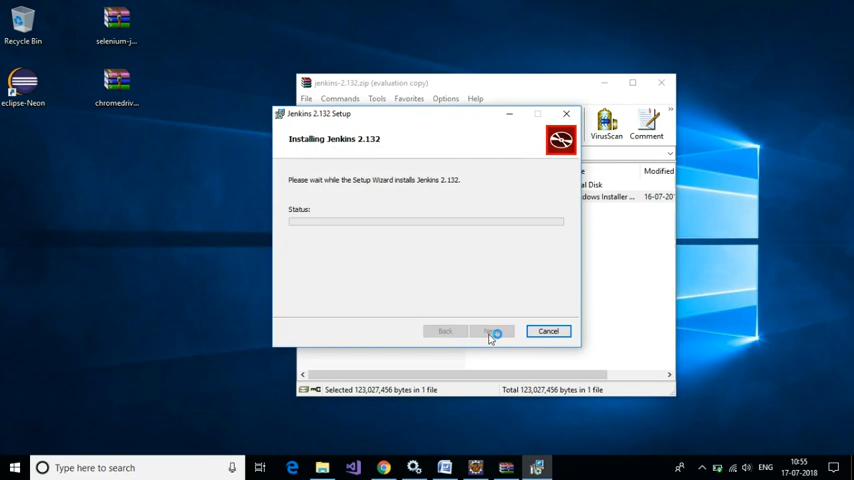 Recycle Bin
selenium-j...
eclipse-Neon
chromedriv...
jenkins-2.132.zip (evaluation copy)
File Commands Tools Favorites Options Help
VirusScan
Comment
Jenkins 2.132 Setup
Installing Jenkins 2.132
Please wait while the Setup Wizard installs Jenkins 2.132.
Status:
Back
Cancel
Modified
al Disk
ndows Installer ... 16-07-20
Selected 123,027,456 bytes in 1 file
Total 123,027,456 bytes in 1 file
Type here to search
ENG
10:55
17-07-2018